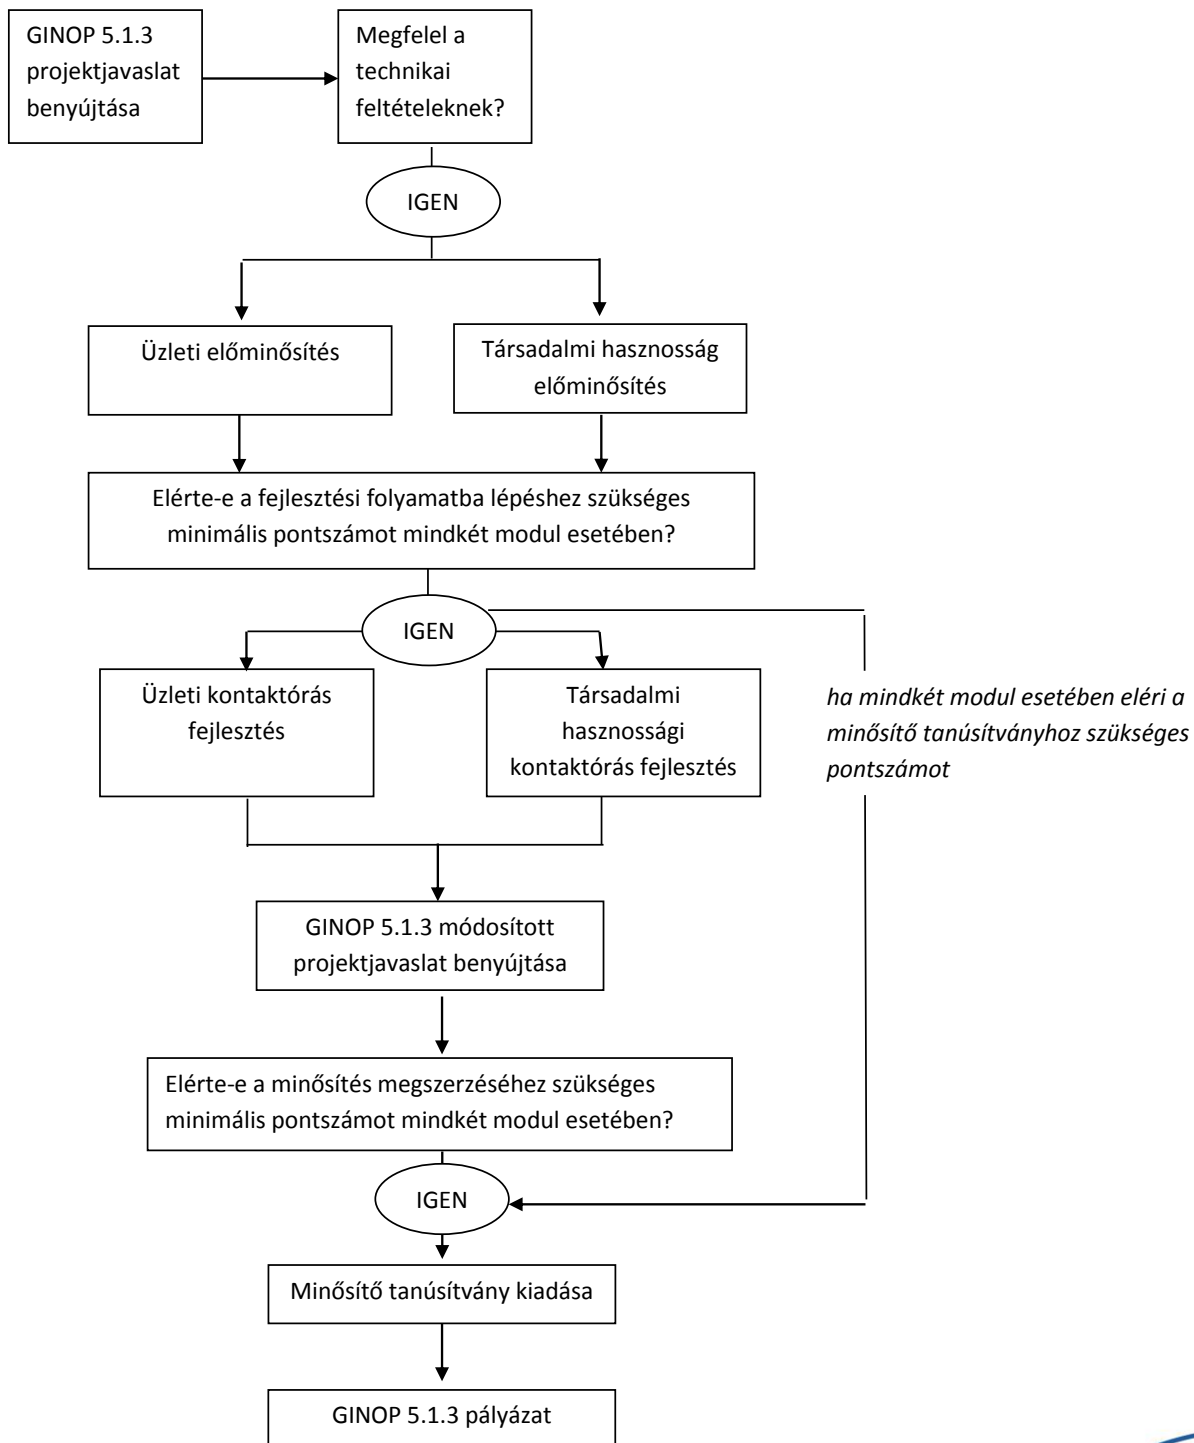 GINOP 5.1.3
projektjavaslat
benyújtása
Megfelel a
technikai
feltételeknek?
IGEN
Üzleti előminősítés
Társadalmi hasznosság
előminősítés
Elérte-e a fejlesztési folyamatba lépéshez szükséges
minimális pontszámot mindkét modul esetében?
IGEN
Üzleti kontaktórás
fejlesztés
Társadalmi
hasznossági
kontaktórás fejlesztés
ha mindkét modul esetében eléri a
minősítő tanúsítványhoz szükséges
pontszámot
GINOP 5.1.3 módosított
projektjavaslat benyújtása
Elérte-e a minősítés megszerzéséhez szükséges
minimális pontszámot mindkét modul esetében?
IGEN
Minősítő tanúsítvány kiadása
GINOP 5.1.3 pályázat